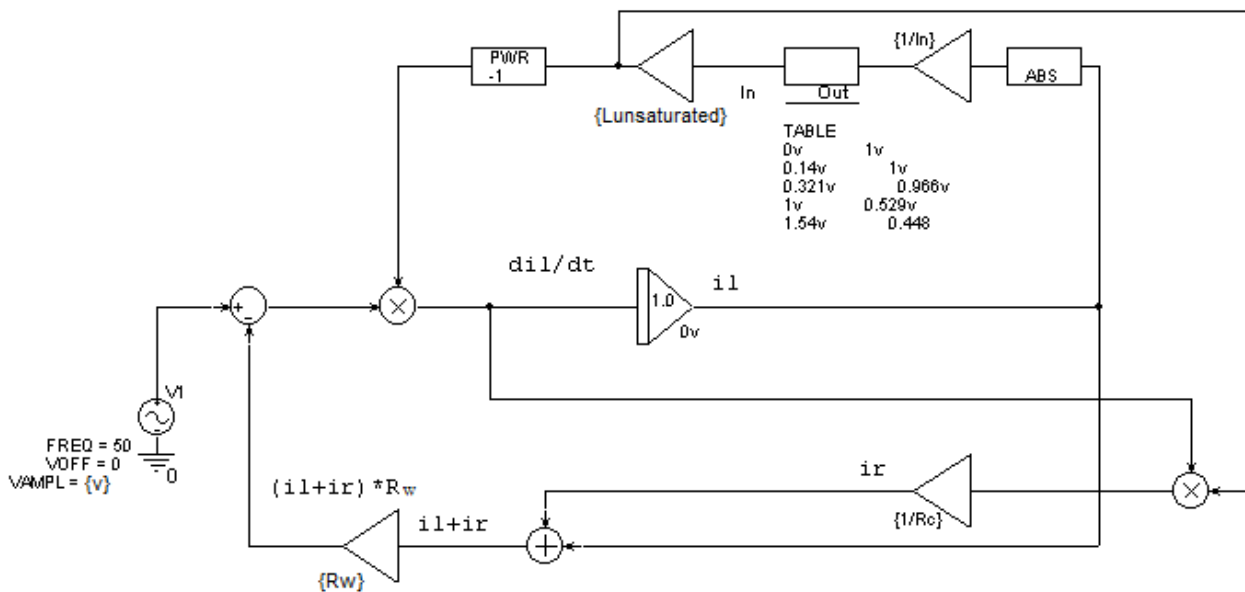 PWR
-1
{Lunsaturated}
In Out
{1/In}
ABS
TABLE
0v 1v
0.14v 1v
0.321v 0.966v
1v 0.529v
1.54v 0.448
dil/dt
1.0
il
0v
+
-
×
V1
FREQ = 50
VOFF = 0
VAMPL = {v}
0
(il+ir)*Rw
il+ir
{Rw}
+
ir
{1/Rc}
×